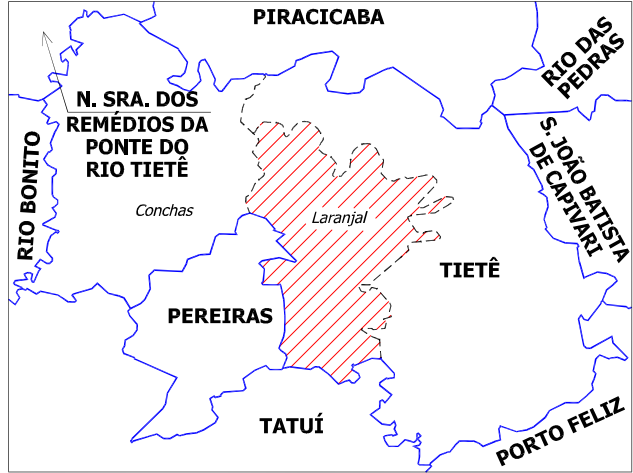 PIRACICABA
RIO DAS
PEDRAS
N. SRA. DOS
REMÉDIOS DA
PONTE DO
RIO TIETÊ
RIO BONITO
S. JOÃO BATISTA
DE CAPIVARI
Conchas
Laranjal
TIETÊ
PEREIRAS
TATUÍ
PORTO FELIZ